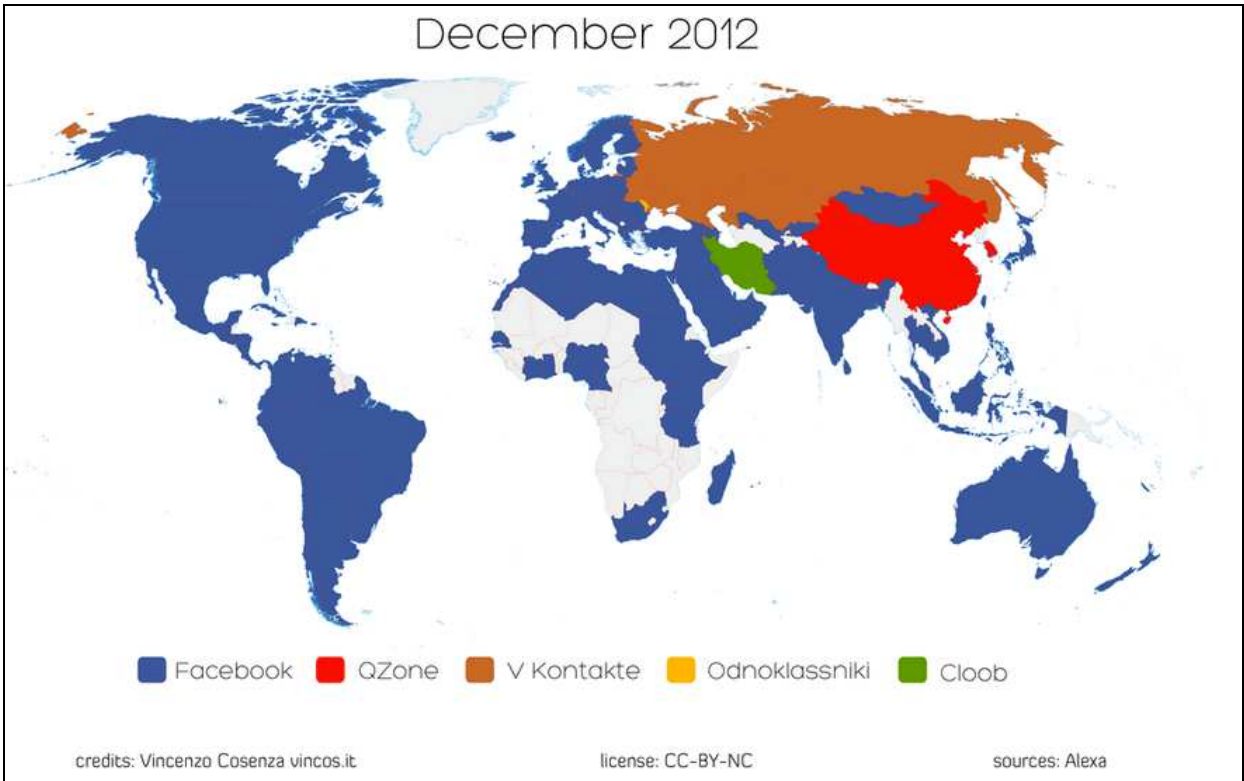 December 2012
Facebook QZone V Kontakte Odnoklassniki Cloob
credits: Vincenzo Cosenza vincos.it license: CC-BY-NC sources: Alexa